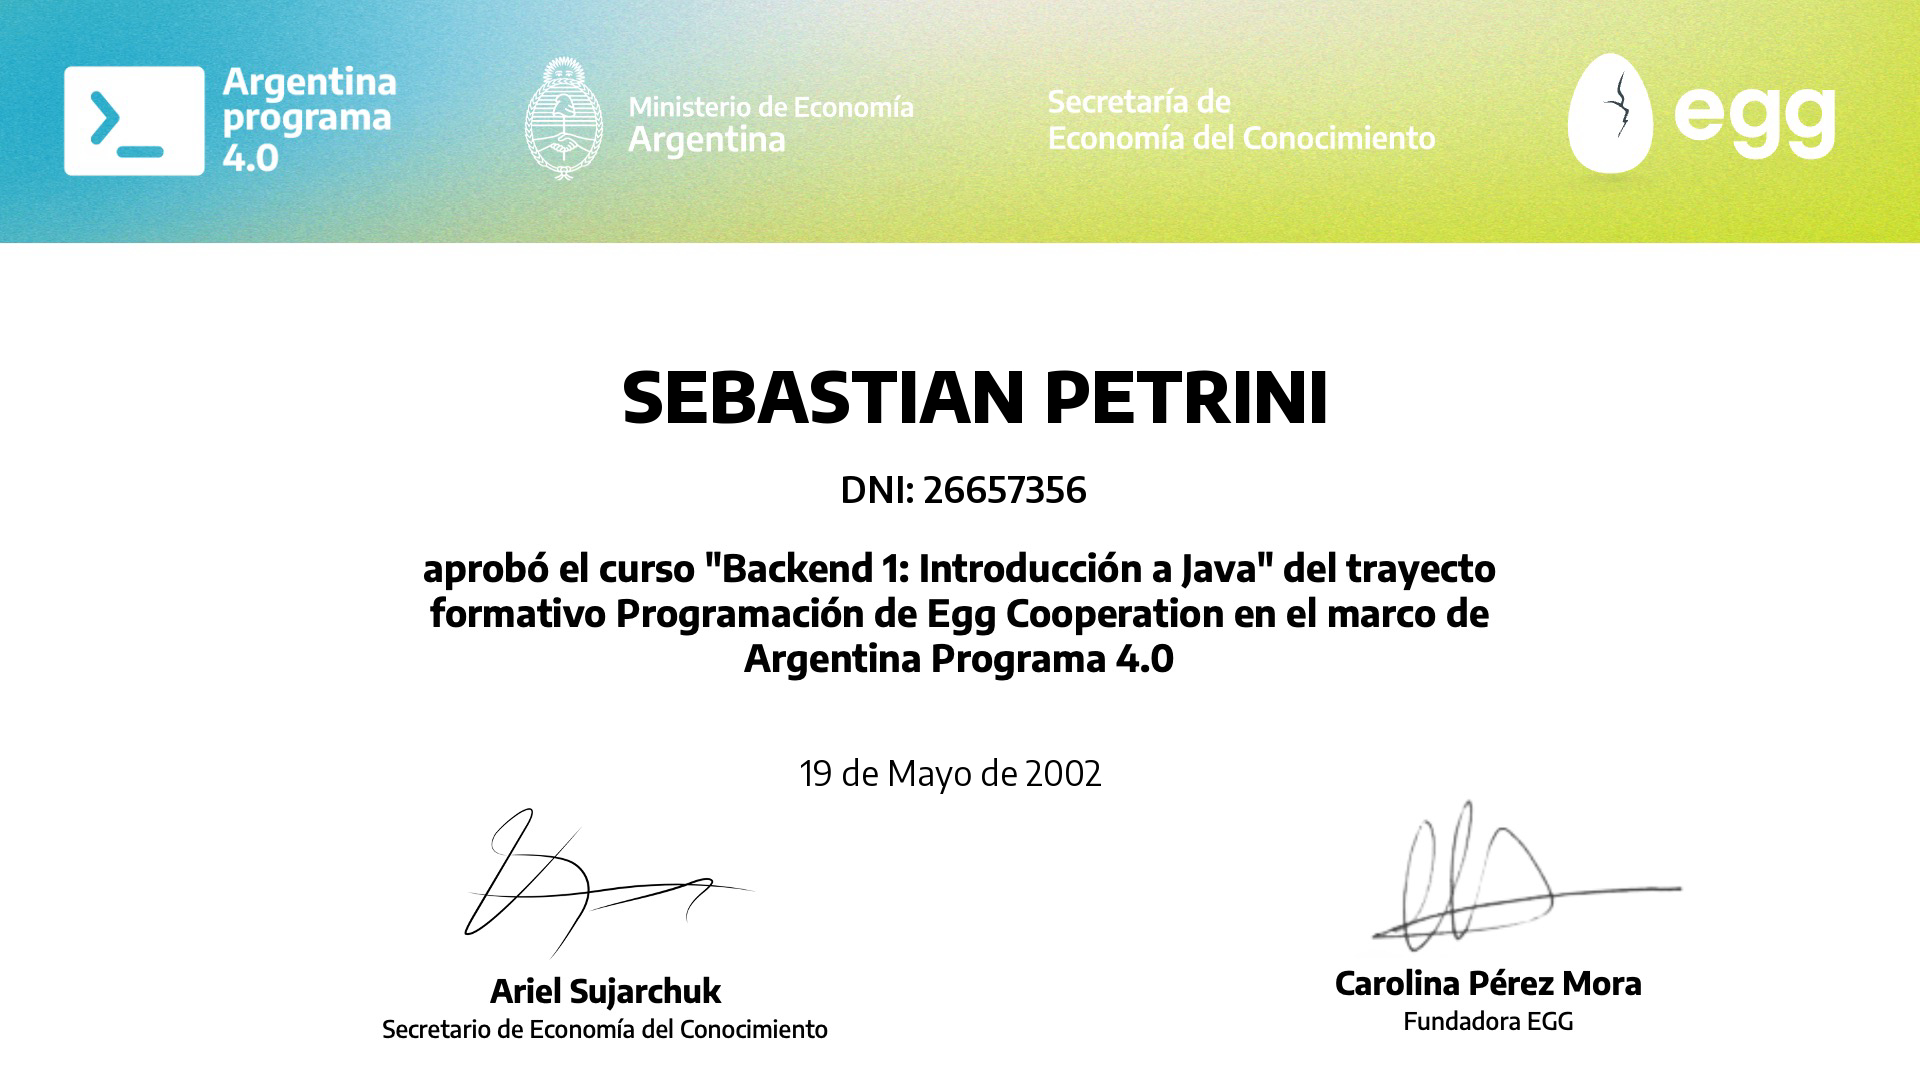 Argentina
programa
4.0
Ministerio de Economía
Argentina
Secretaría de
Economía del Conocimiento
egg
SEBASTIAN PETRINI
DNI: 26657356
aprobó el curso "Backend 1: Introducción a Java" del trayecto
formativo Programación de Egg Cooperation en el marco de
Argentina Programa 4.0
19 de Mayo de 2002
Ariel Sujarchuk
Secretario de Economía del Conocimiento
Carolina Pérez Mora
Fundadora EGG